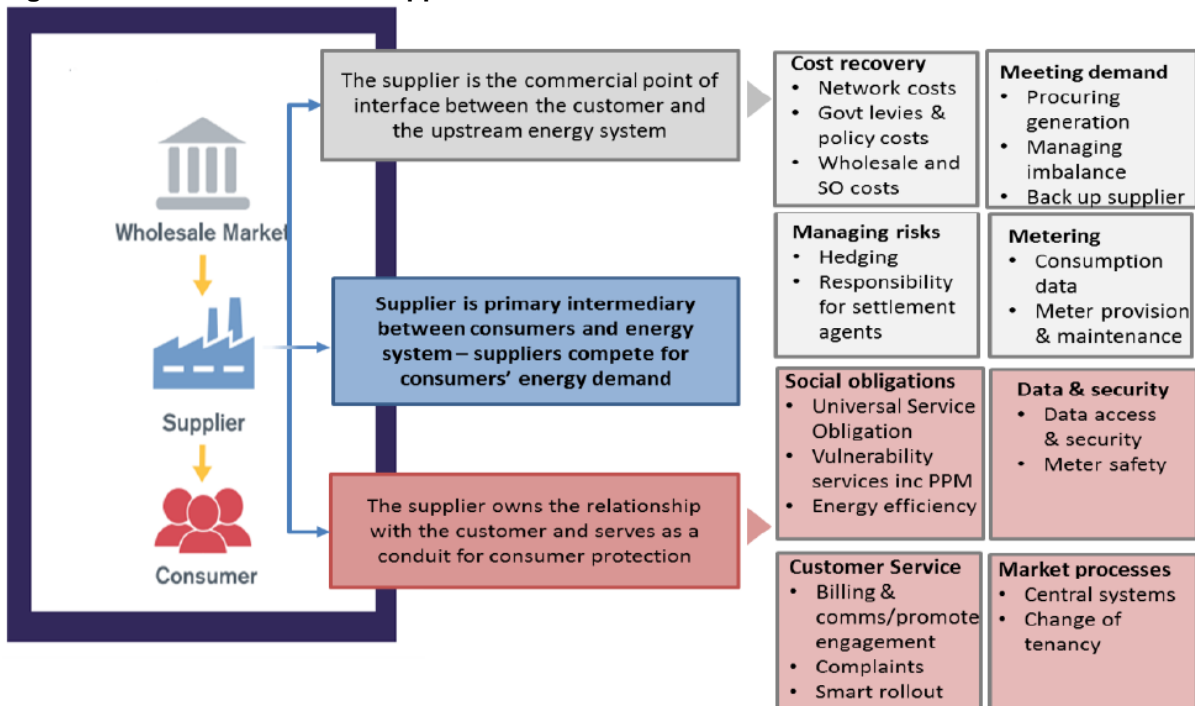 The supplier is the commercial point of
interface between the customer and
the upstream energy system
Wholesale Market
Supplier is primary intermediary
between consumers and energy
system – suppliers compete for
consumers' energy demand
Supplier
The supplier owns the relationship
with the customer and serves as a
conduit for consumer protection
Consumer
Cost recovery
• Network costs
• Govt levies &
policy costs
• Wholesale and
SO costs
Meeting demand
• Procuring
generation
• Managing
imbalance
• Back up supplier
Managing risks
• Hedging
• Responsibility
for settlement
agents
Metering
• Consumption
data
• Meter provision
& maintenance
Social obligations
• Universal Service
Obligation
• Vulnerability
services inc PPM
• Energy efficiency
Data & security
• Data access
& security
• Meter safety
Customer Service
• Billing &
comms/promote
engagement
• Complaints
• Smart rollout
Market processes
• Central systems
• Change of
tenancy